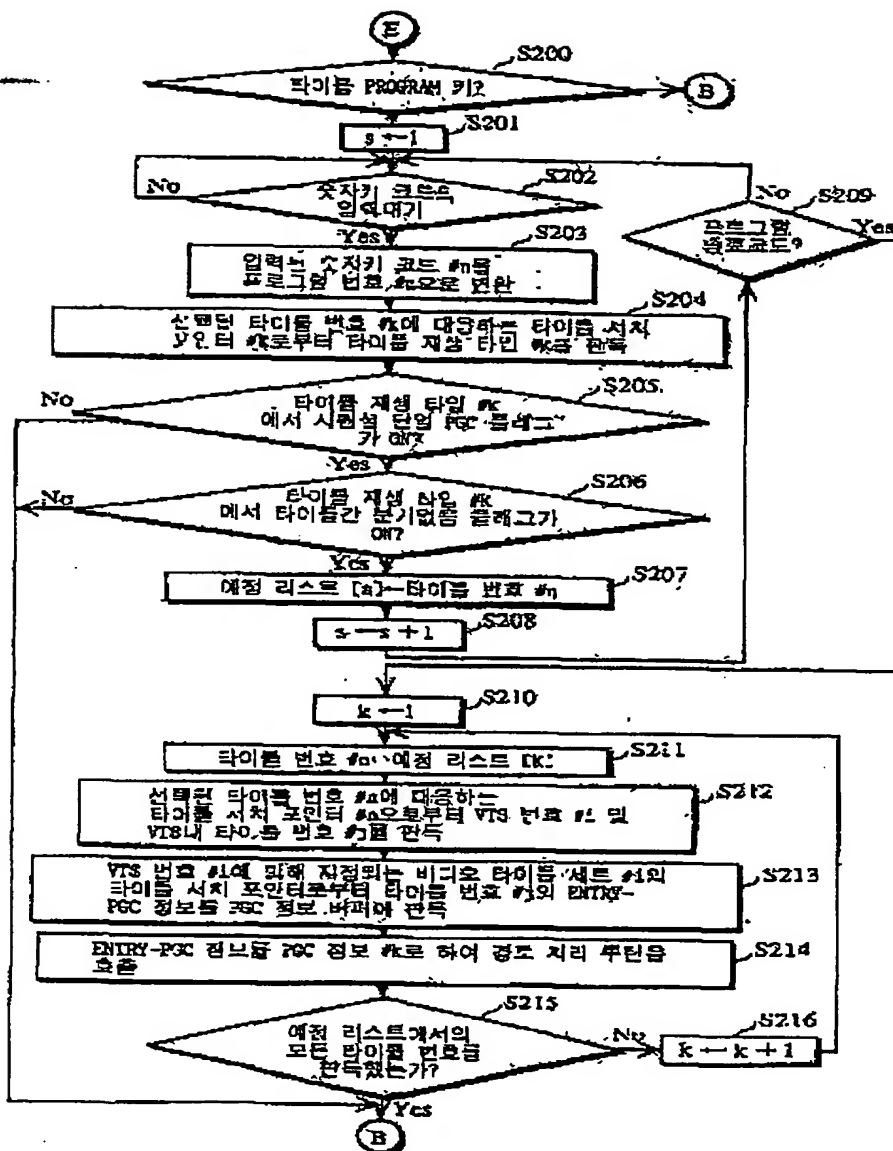 E
S200
타이틀 PROGRAM 키?
B
S201
s ← 1
S202
숫자키 코드의
입력대기
No
Yes
S209
프로그램
종료코드?
No
Yes
S203
입력된 숫자키 코드 #n을
프로그램 번호 #n으로 변환
S204
선택된 타이틀 번호 #k에 대응하는 타이틀 서치
포인터 #k로부터 타이틀 재생 타입 #k를 판독
S205
타이틀 재생 타입 #k
에서 단일 PGC 플래그
가 ON?
No
Yes
S206
타이틀 재생 타입 #k
에서 타이틀간 분기없음 플래그가
ON?
No
Yes
S207
예정 리스트 [s]←타이틀 번호 #n
S208
s ← s + 1
S210
k ← 1
S211
타이틀 번호 #n←예정 리스트 [K]
S212
선택된 타이틀 번호 #n에 대응하는
타이틀 서치 포인터 #n으로부터 VTS 번호 #i 및
VTS내 타이틀 번호 #j를 판독
S213
VTS 번호 #i에 의해 지정되는 비디오 타이틀 세트 #i의
타이틀 서치 포인터로부터 타이틀 번호 #j의 ENTRY-
PGC 정보를 PGC 정보 버퍼에 판독
S214
ENTRY-PGC 정보를 PGC 정보 #k로 하여 경로 처리 루틴을
호출
S215
예정 리스트에서의
모든 타이틀 번호를
판독했는가?
No
S216
k ← k + 1
Yes
B